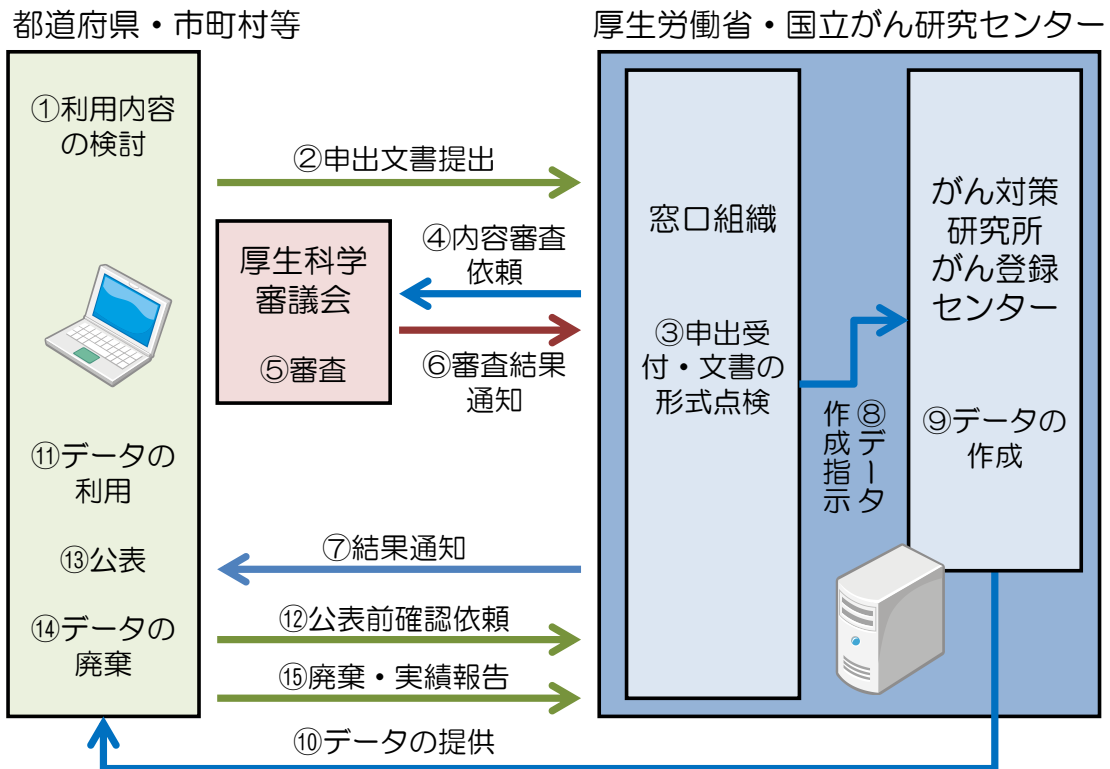 都道府県・市町村等
厚生労働省・国立がん研究センター
①利用内容
の検討
②申出文書提出
厚生科学
審議会
⑤審査
④内容審査
依頼
⑥審査結果
通知
窓口組織
③申出受
付・文書の
形式点検
⑧データ
作成指示
がん対策
研究所
がん登録
センター
⑨データの
作成
⑪データの
利用
⑬公表
⑭データの
廃棄
⑦結果通知
⑫公表前確認依頼
⑮廃棄・実績報告
⑩データの提供